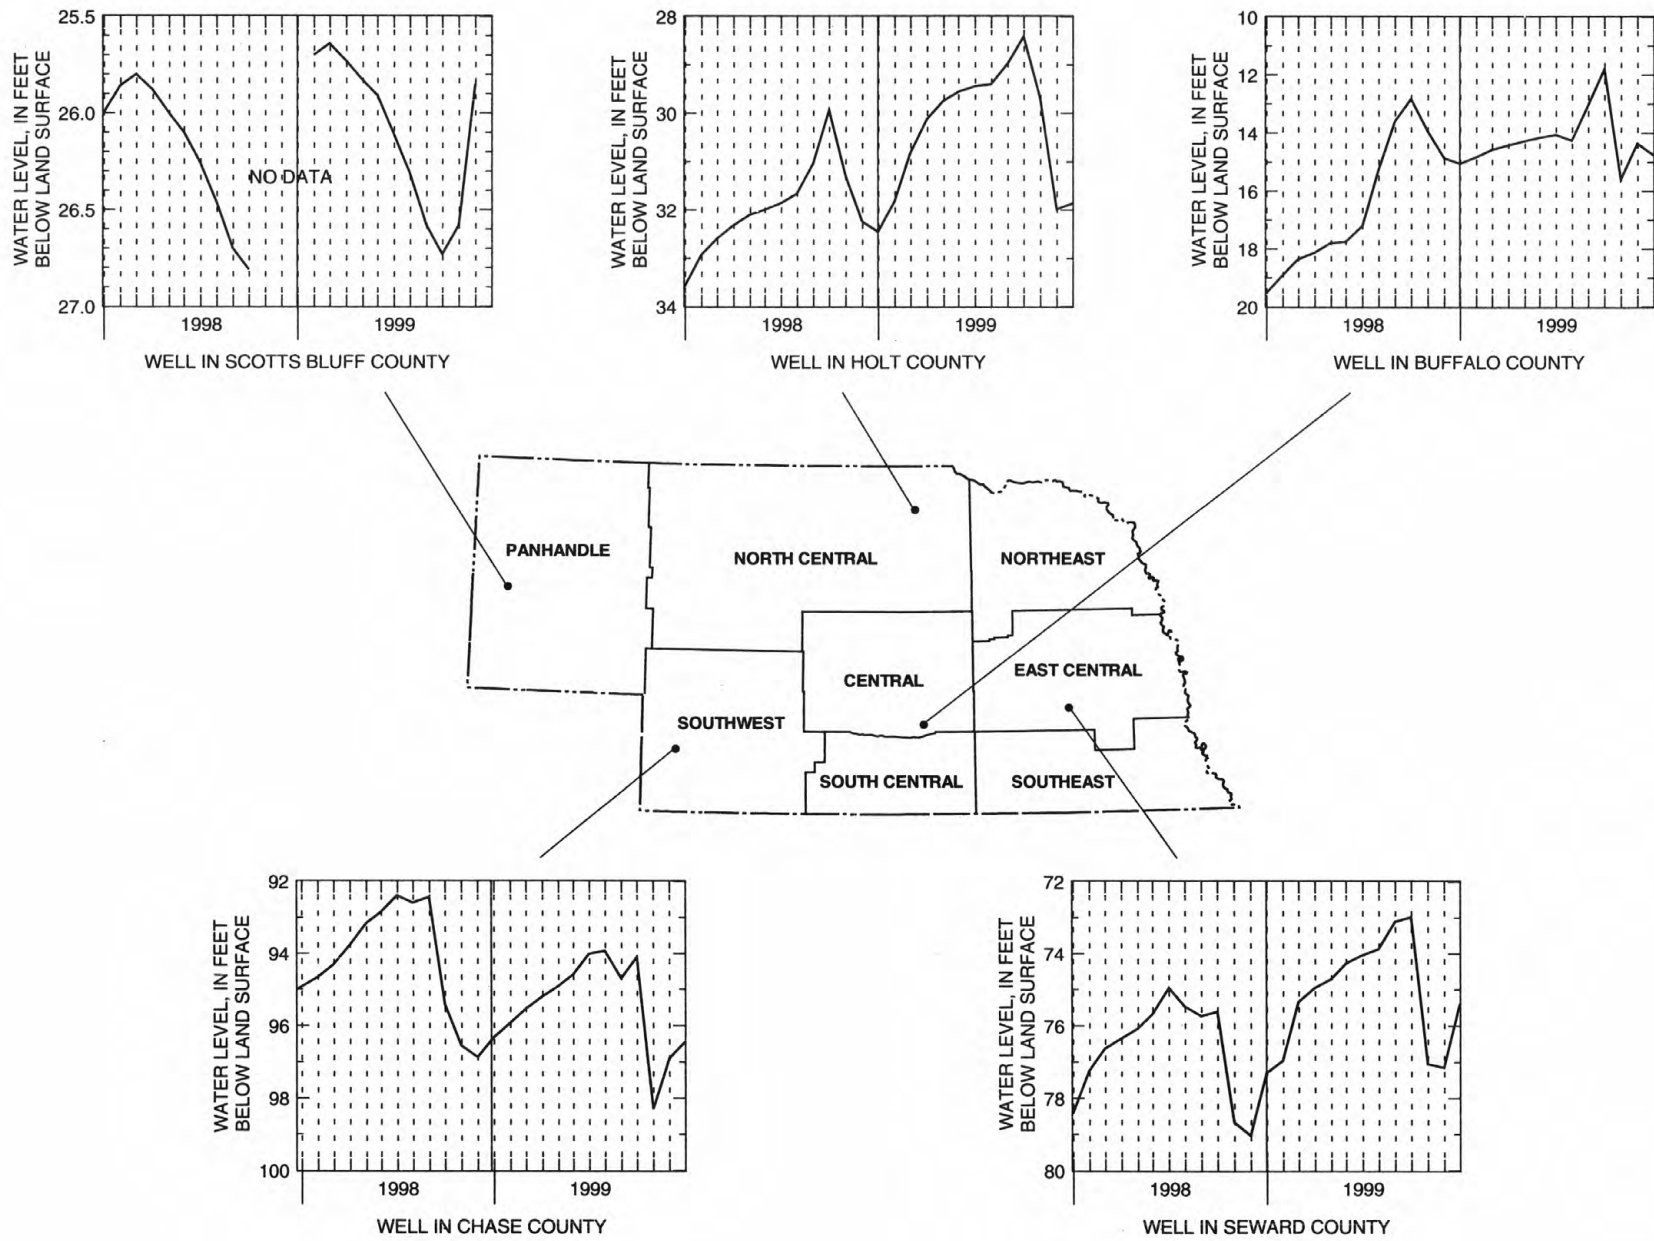 25.5
26.0
26.5
27.0
WATER LEVEL, IN FEET
BELOW LAND SURFACE
NO DATA
1998
1999
WELL IN SCOTTS BLUFF COUNTY
28
30
32
34
WATER LEVEL, IN FEET
BELOW LAND SURFACE
1998
1999
WELL IN HOLT COUNTY
10
12
14
16
18
20
WATER LEVEL, IN FEET
BELOW LAND SURFACE
1998
1999
WELL IN BUFFALO COUNTY
PANHANDLE
NORTH CENTRAL
NORTHEAST
CENTRAL
EAST CENTRAL
SOUTHWEST
SOUTH CENTRAL
SOUTHEAST
92
94
96
98
100
WATER LEVEL, IN FEET
BELOW LAND SURFACE
1998
1999
WELL IN CHASE COUNTY
72
74
76
78
80
WATER LEVEL, IN FEET
BELOW LAND SURFACE
1998
1999
WELL IN SEWARD COUNTY